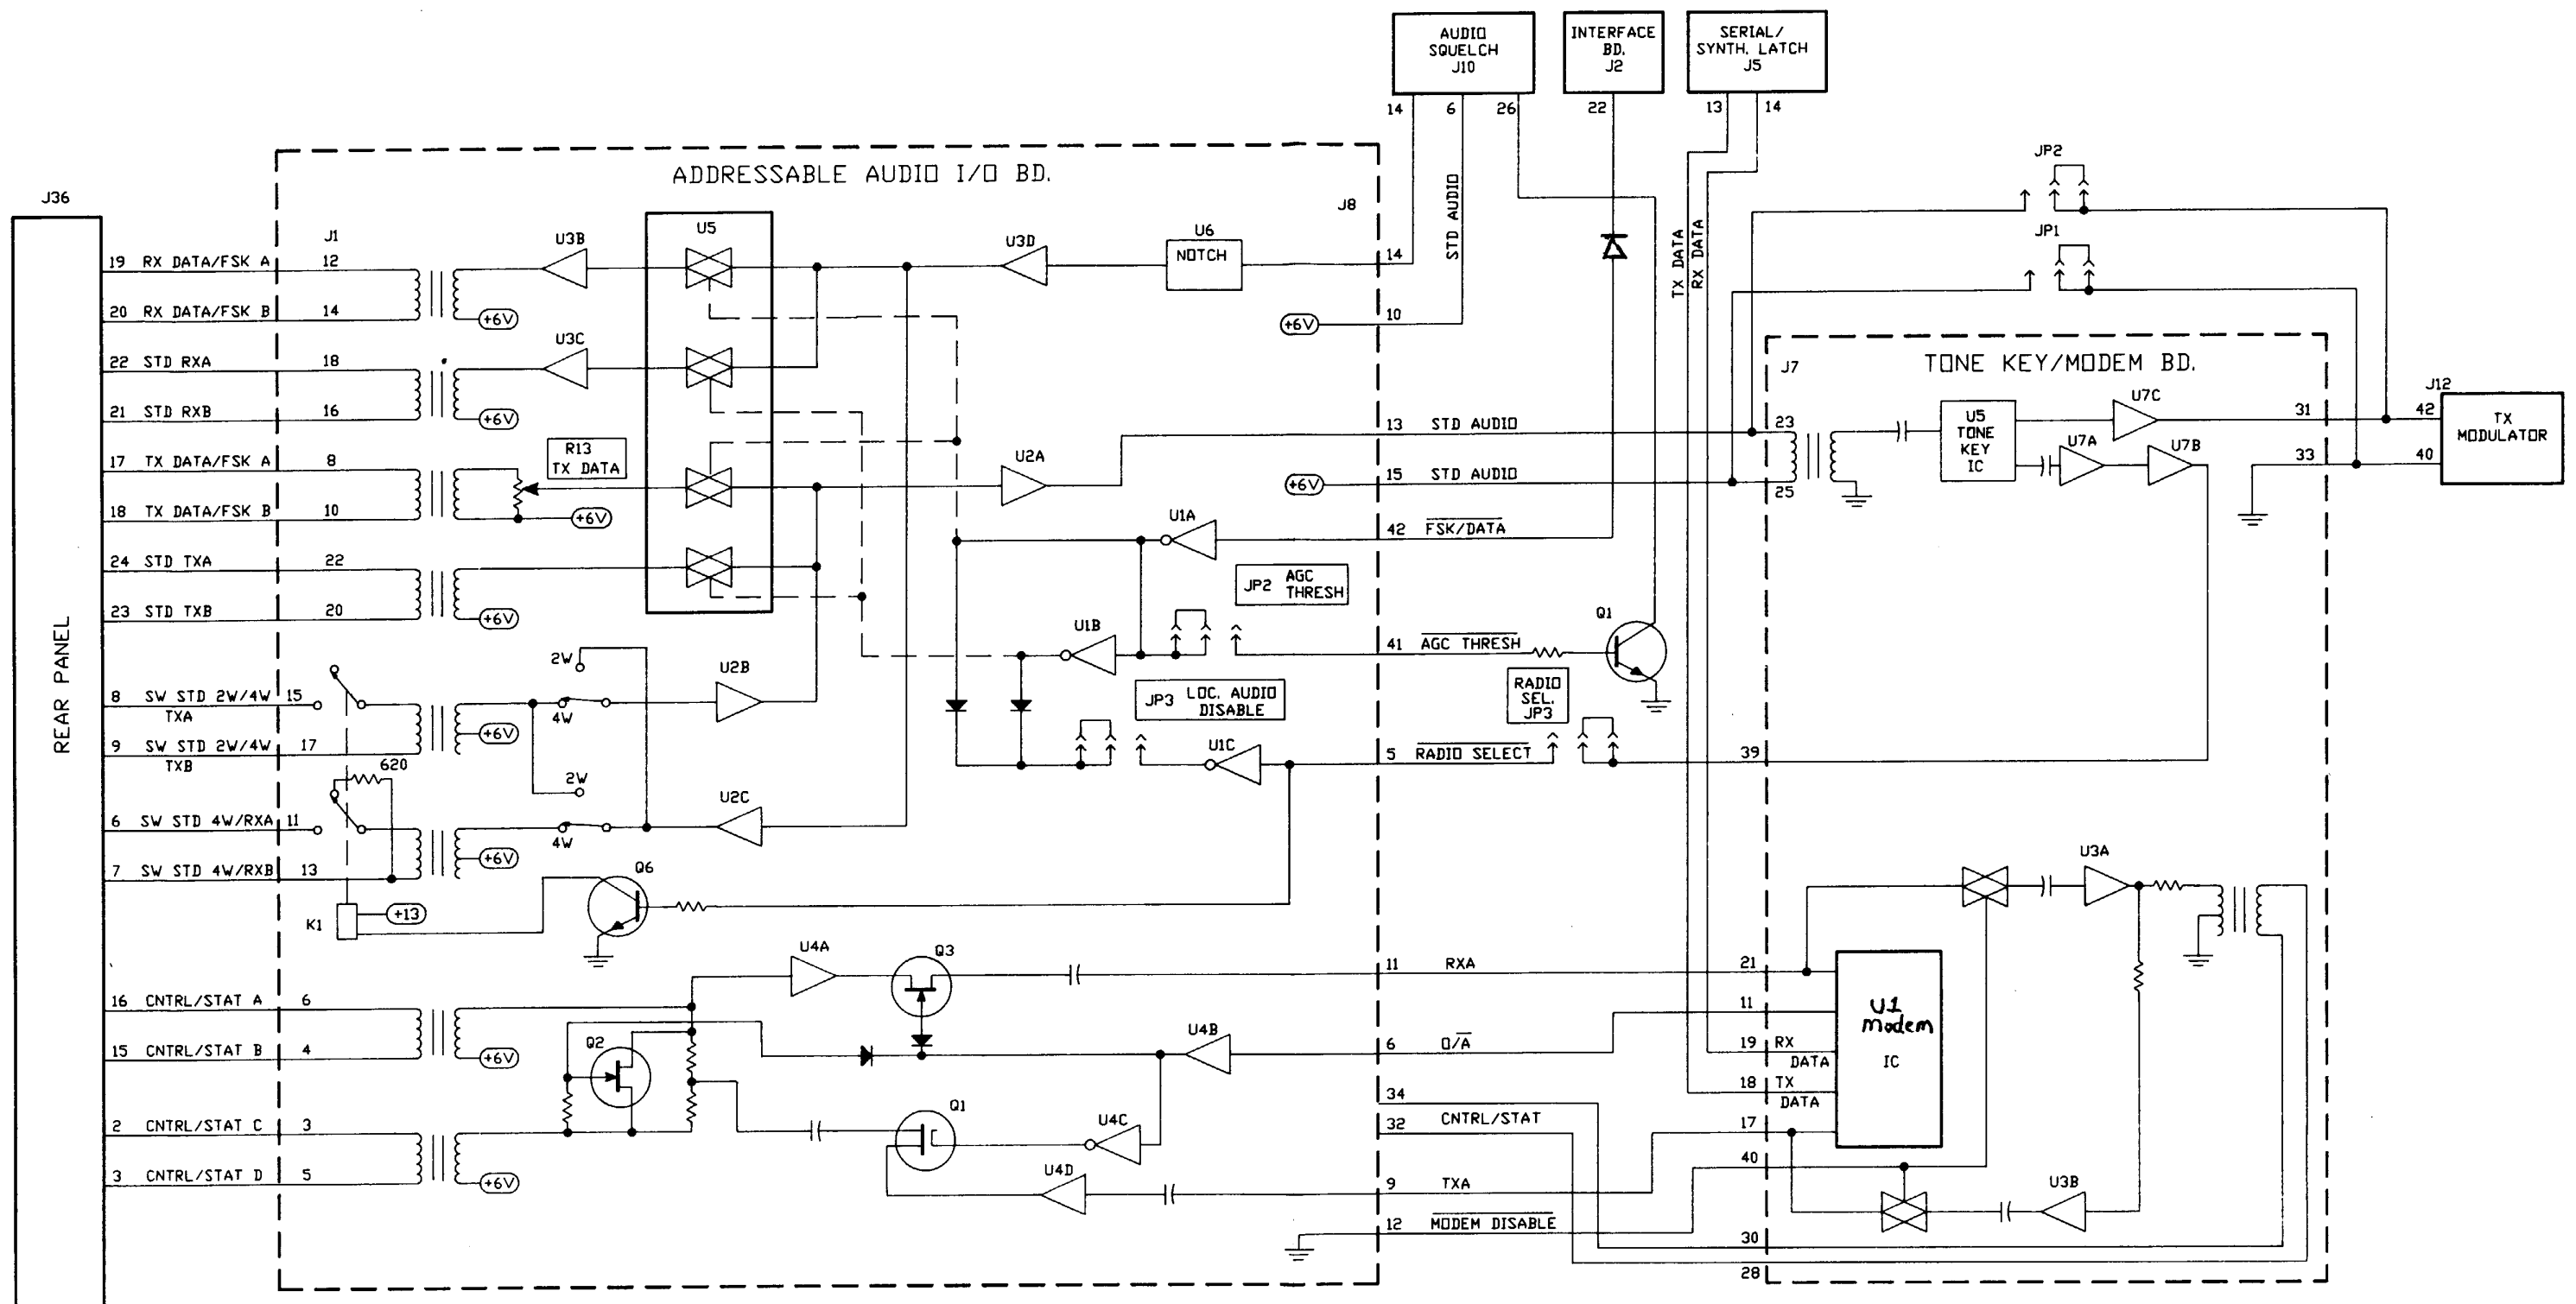 AUDIO SQUELCH J10
INTERFACE BD. J2
SERIAL/ SYNTH. LATCH J5
14 6 26 22 13 14
STD AUDIO
TX DATA
RX DATA
JP2
JP1
ADDRESSABLE AUDIO I/O BD.
J36
REAR PANEL
J1
J8
U5
U3B
U3D
U6
NOTCH
14
19 RX DATA/FSK A 12
20 RX DATA/FSK B 14
+6V
+6V
10
U3C
22 STD RXA 18
21 STD RXB 16
+6V
R13
TX DATA
17 TX DATA/FSK A 8
18 TX DATA/FSK B 10
+6V
U2A
13 STD AUDIO
+6V
15 STD AUDIO
24 STD TXA 22
23 STD TXB 20
+6V
U1A
42 FSK/DATA
JP2 AGC THRESH
U1B
41 AGC THRESH
Q1
JP3 LOC. AUDIO DISABLE
RADIO SEL. JP3
U1C
5 RADIO SELECT
39
8 SW STD 2W/4W 15
TXA
9 SW STD 2W/4W 17
TXB
+6V
2W
4W
U2B
620
2W
6 SW STD 4W/RXA 11
7 SW STD 4W/RXB 13
+6V
4W
U2C
Q6
K1
+13
TONE KEY/MODEM BD.
J7
23
25
U5 TONE KEY IC
U7C
U7A
U7B
31
33
J12
42
40
TX MODULATOR
U4A
Q3
11 RXA
21
16 CNTRL/STAT A 6
15 CNTRL/STAT B 4
+6V
Q2
U4B
6 O/A
11
34
32 CNTRL/STAT
2 CNTRL/STAT C 3
3 CNTRL/STAT D 5
+6V
Q1
U4C
U4D
9 TXA
12 MODEM DISABLE
U1 modem
IC
19 RX DATA
18 TX DATA
17
40
30
28
U3A
U3B